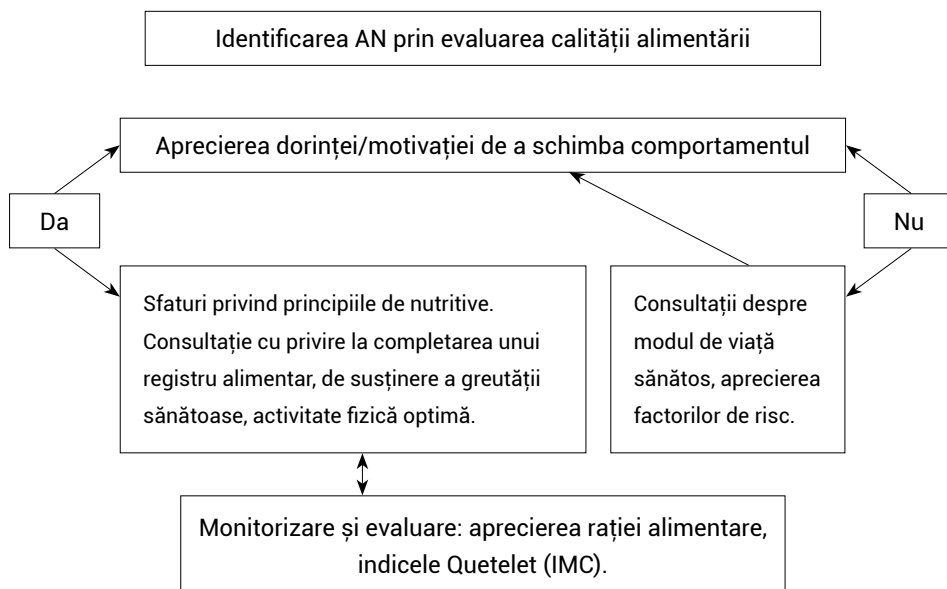 Identificarea AN prin evaluarea calității alimentării
Aprecierea dorinței/motivației de a schimba comportamentul
Da
Nu
Sfaturi privind principiile de nutritive.
Consultație cu privire la completarea unui
registru alimentar, de susținere a greutății
sănătoase, activitate fizică optimă.
Consultații despre
modul de viață
sănătos, aprecierea
factorilor de risc.
Monitorizare și evaluare: aprecierea rației alimentare,
indicele Quetelet (IMC).